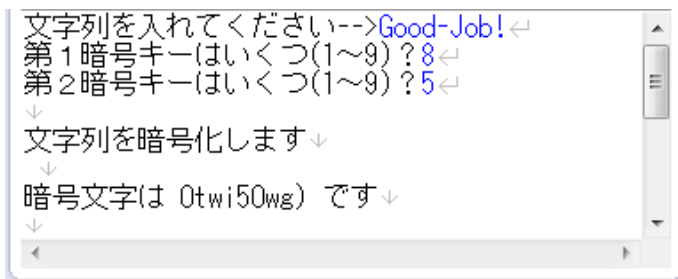 文字列を入れてください-->Good-Job!↵
第1暗号キーはいくつ(1～9)?8↵
第2暗号キーはいくつ(1～9)?5↵
↓
文字列を暗号化します↓
↓
暗号文字は Otwi5Owg) です↓
↓